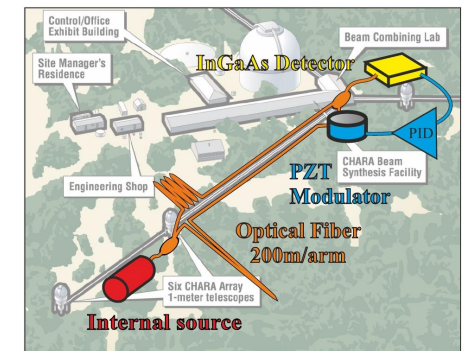 Control/Office
Exhibit Building
Beam Combining Lab
InGaAs Detector
Site Manager's
Residence
PID
Engineering Shop
CHARA Beam
Synthesis Facility
PZT
Modulator
Optical Fiber
200m/arm
Six CHARA Array
1-meter telescopes
Internal source